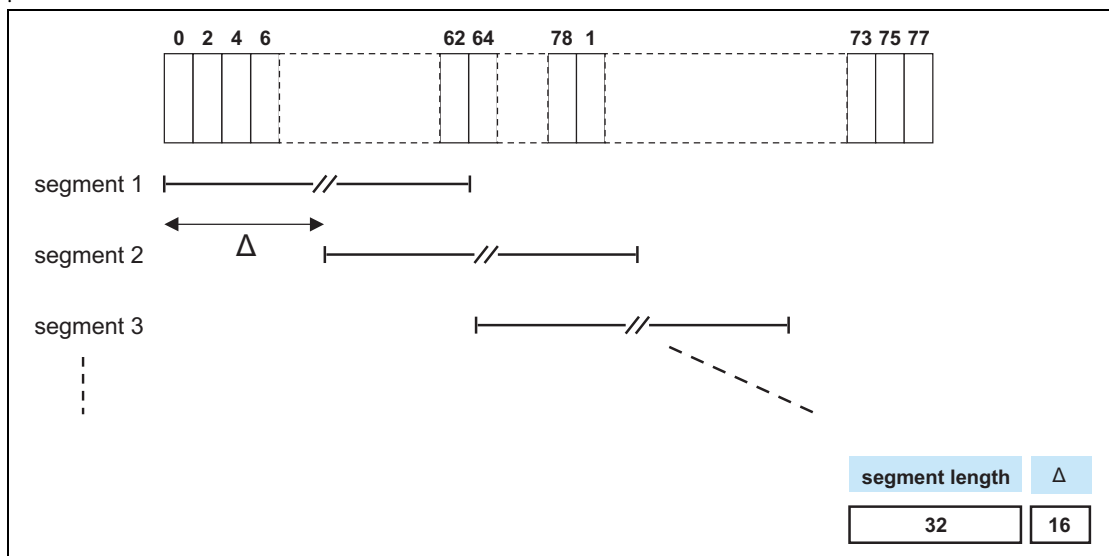 0 2 4 6 62 64 78 1 73 75 77
segment 1
Δ
segment 2
segment 3
segment length Δ
32 16